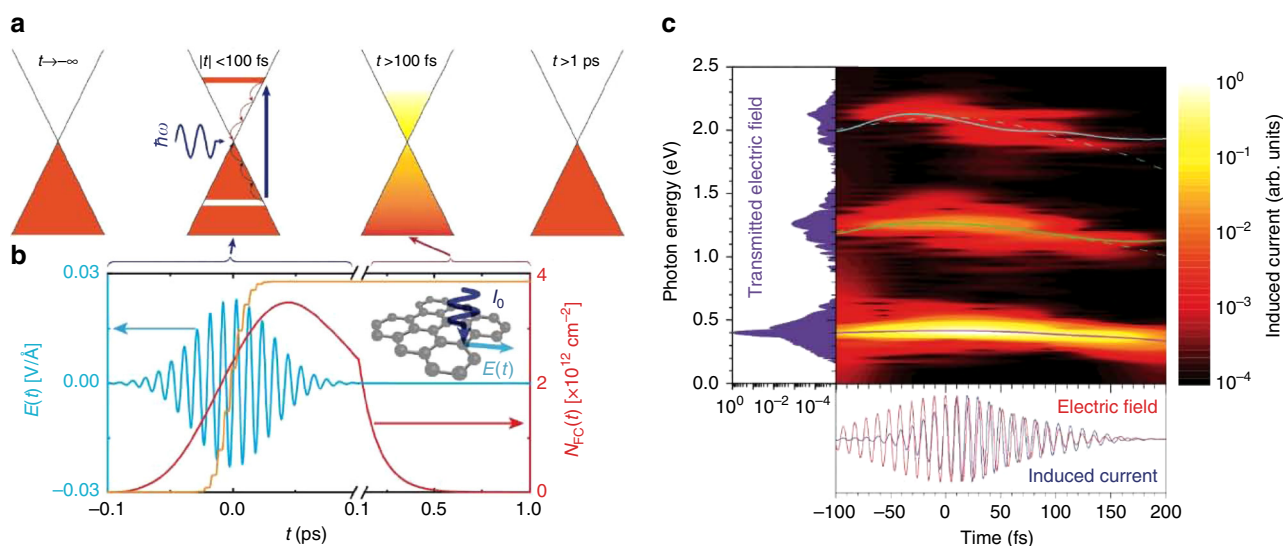 a
t→–∞
|t| <100 fs
t >100 fs
t >1 ps
ℏω
b
E(t) [V/Å]
0.03
0.00
–0.03
4
2
0
N_FC(t) [×10^12 cm^–2]
I_0
E(t)
–0.1
0.0
0.1
0.5
1.0
t (ps)
c
Photon energy (eV)
2.5
2.0
1.5
1.0
0.5
0.0
Transmitted electric field
10^0
10^–2
10^–4
10^0
10^–1
10^–2
10^–3
10^–4
Induced current (arb. units)
Electric field
Induced current
–100
–50
0
50
100
150
200
Time (fs)